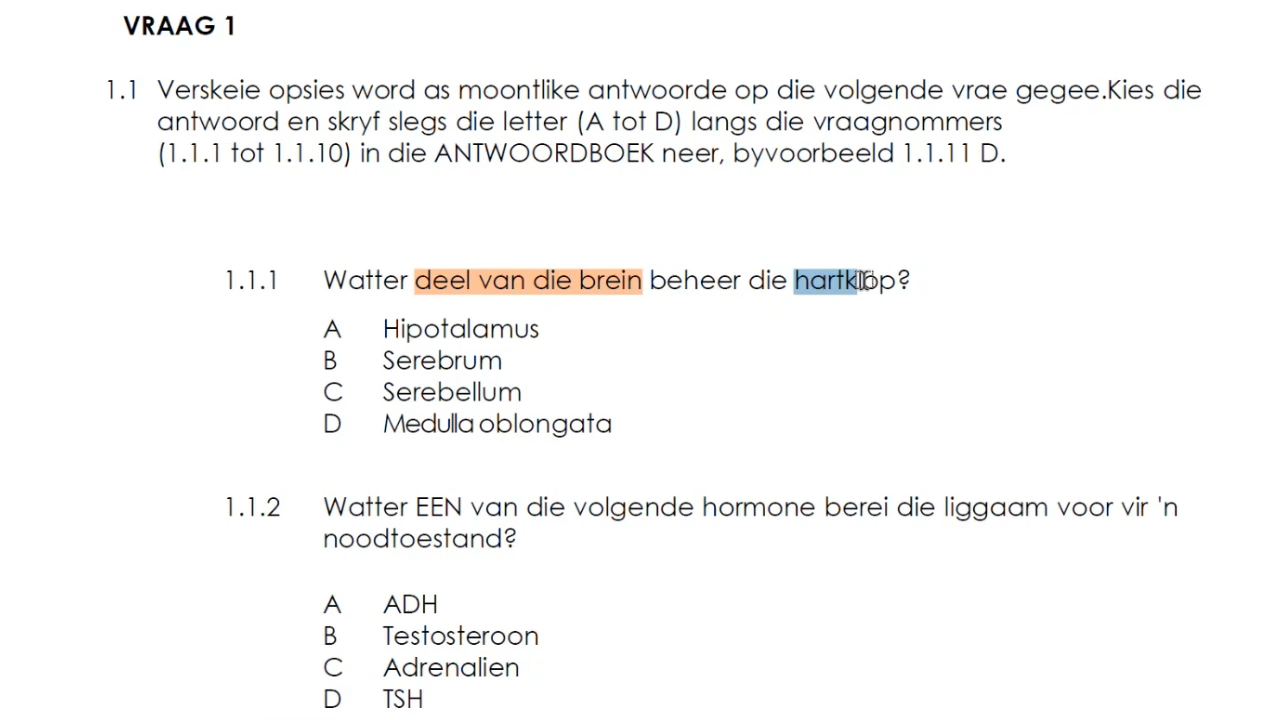 VRAAG 1
1.1 Verskeie opsies word as moontlike antwoorde op die volgende vrae gegee.Kies die
antwoord en skryf slegs die letter (A tot D) langs die vraagnommers
(1.1.1 tot 1.1.10) in die ANTWOORDBOEK neer, byvoorbeeld 1.1.11 D.
1.1.1 Watter deel van die brein beheer die hartklop?
A Hipotalamus
B Serebrum
C Serebellum
D Medulla oblongata
1.1.2 Watter EEN van die volgende hormone berei die liggaam voor vir 'n
noodtoestand?
A ADH
B Testosteroon
C Adrenalien
D TSH